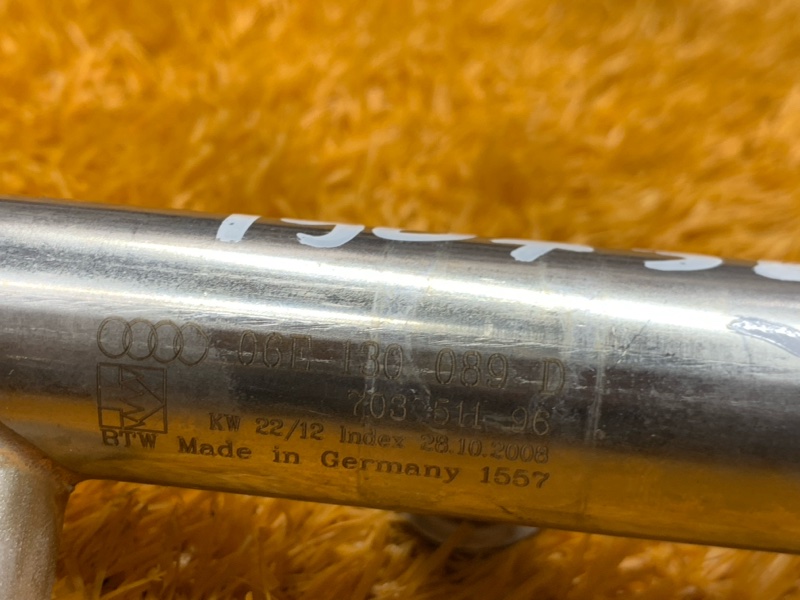 06E 130 089 D
703 511 96
KW 22/12 Index 28.10.2008
BTW Made in Germany 1557